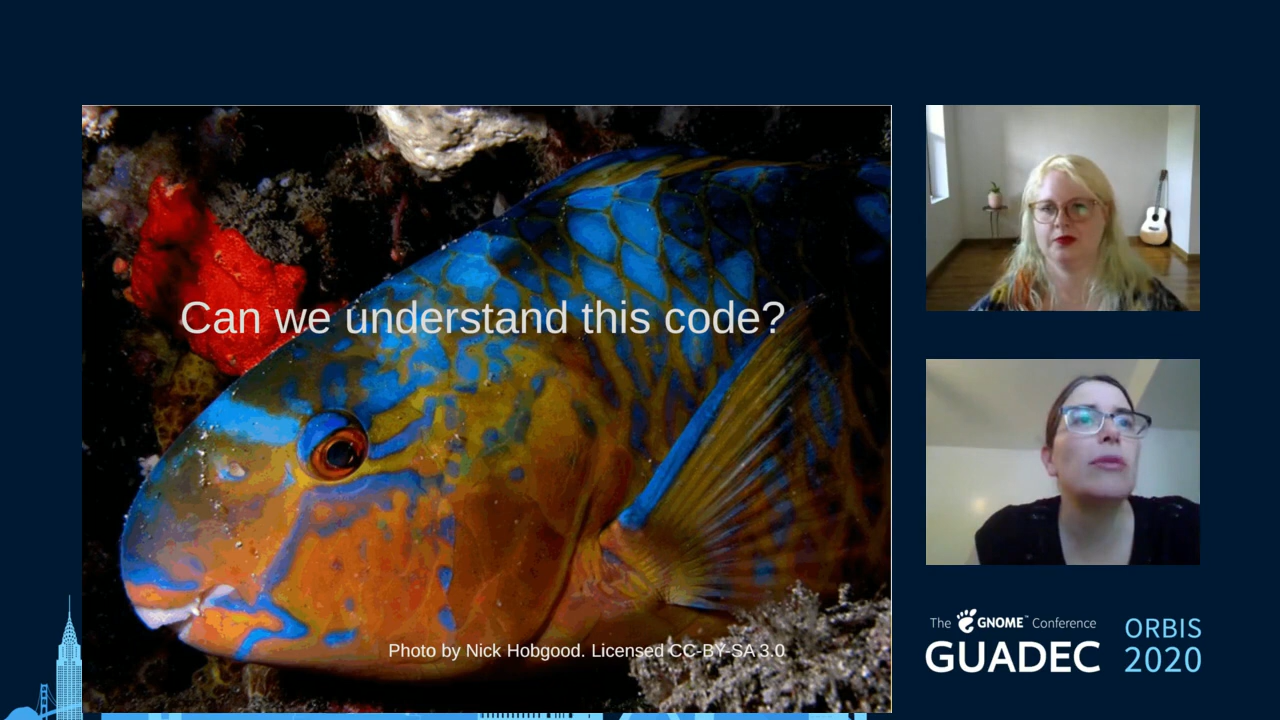 Can we understand this code?
Photo by Nick Hobgood. Licensed CC-BY-SA 3.0
The GNOME™ Conference
GUADEC
ORBIS
2020